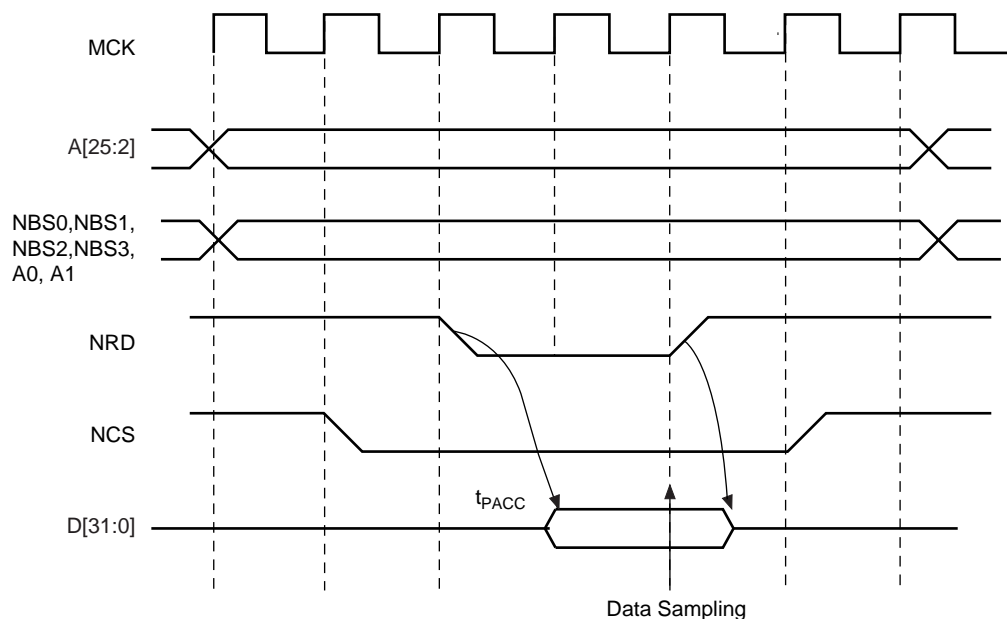 MCK
A[25:2]
NBS0,NBS1,
NBS2,NBS3,
A0, A1
NRD
NCS
tPACC
D[31:0]
Data Sampling